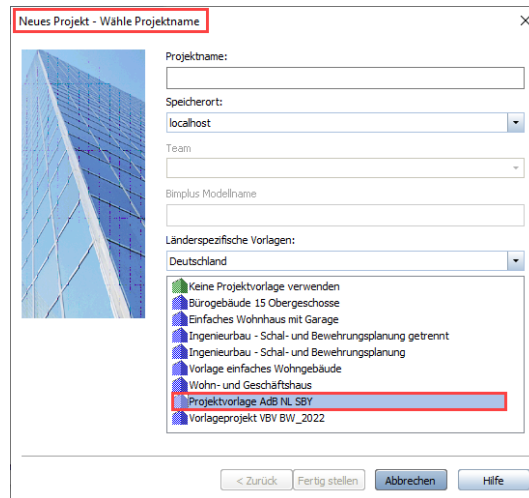 Neues Projekt - Wähle Projektname
Projektname:
Speicherort:
localhost
Team
Bimplus Modellname
Länderspezifische Vorlagen:
Deutschland
Keine Projektvorlage verwenden
Bürogebäude 15 Obergeschosse
Einfaches Wohnhaus mit Garage
Ingenieurbau - Schal- und Bewehrungsplanung getrennt
Ingenieurbau - Schal- und Bewehrungsplanung
Vorlage einfaches Wohngebäude
Wohn- und Geschäftshaus
Projektvorlage AdB NL SBY
Vorlageprojekt VBV BW_2022
< Zurück Fertig stellen Abbrechen Hilfe